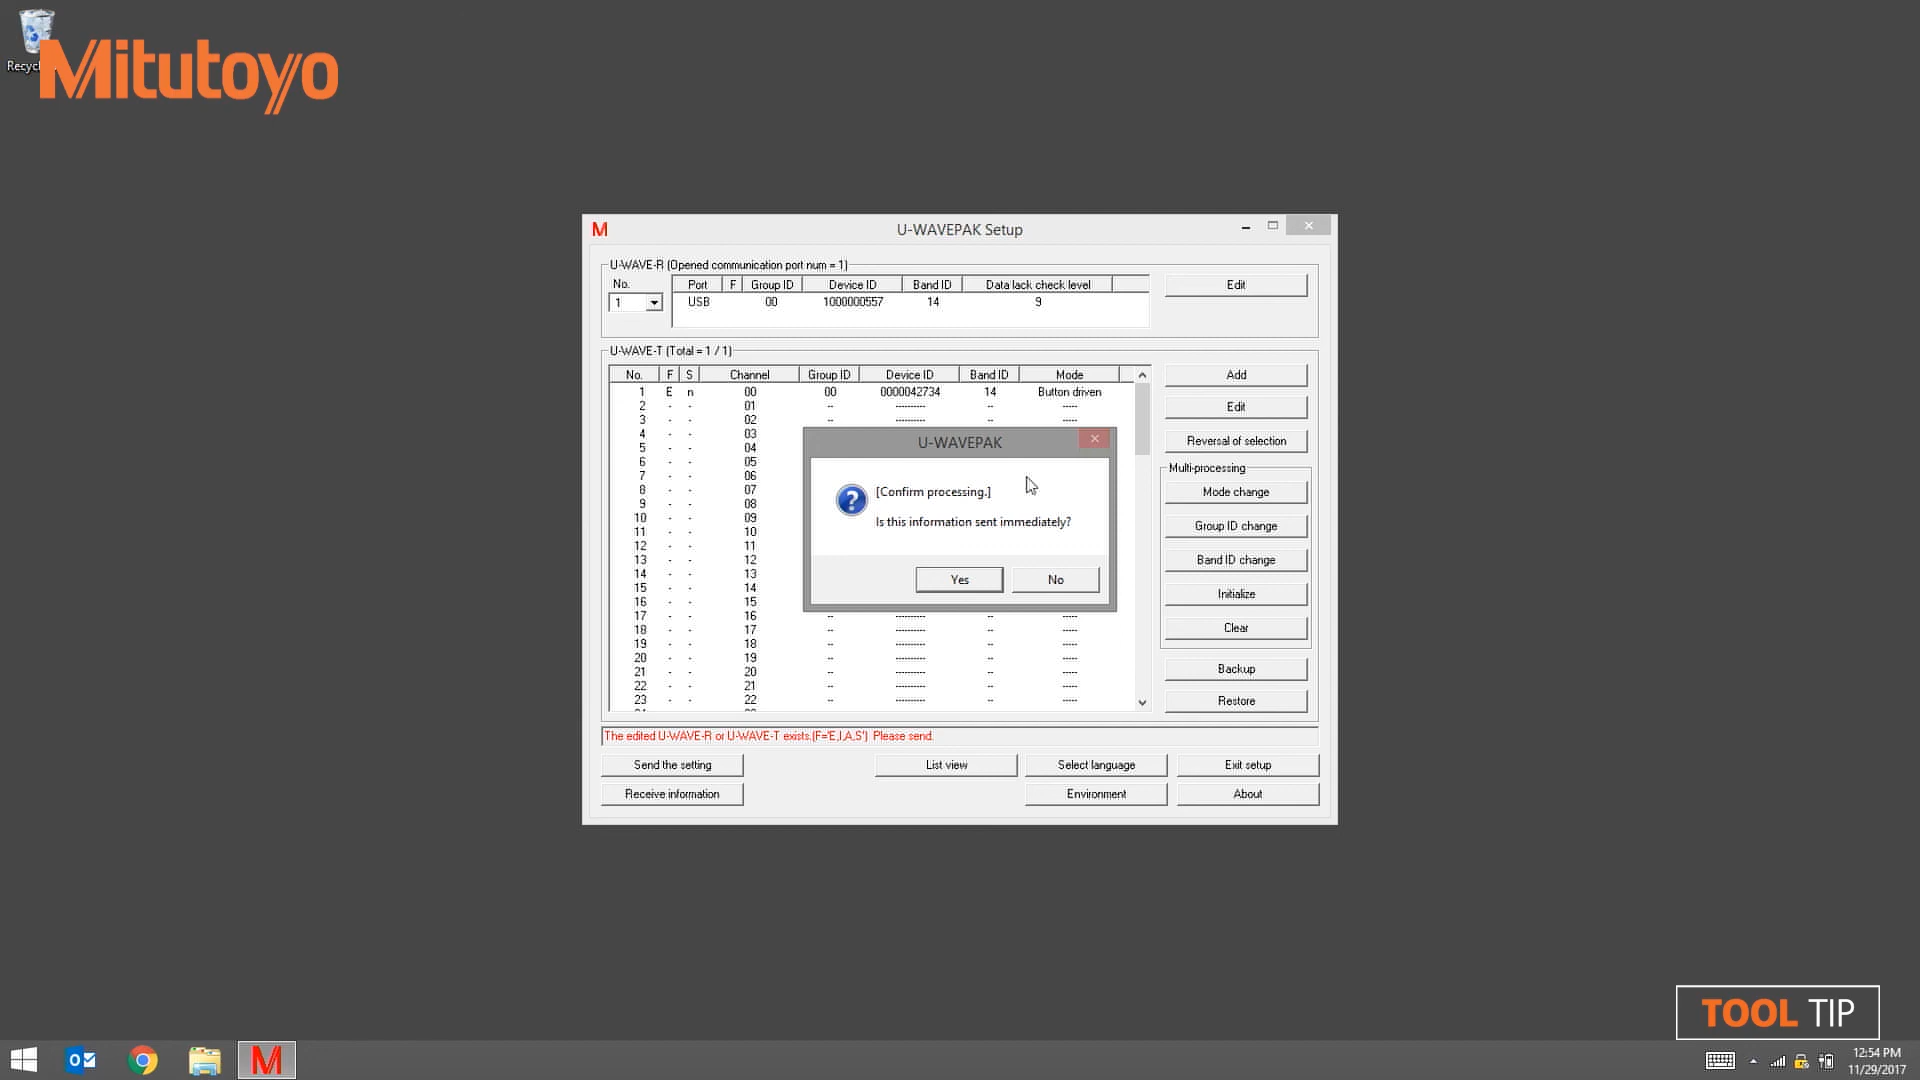 Recycl
Mitutoyo
U-WAVEPAK Setup
U-WAVE-R (Opened communication port num = 1)
No.
Port F Group ID Device ID Band ID Data lack check level
Edit
1
USB 00 1000000557 14 9
U-WAVE-T (Total = 1 / 1)
No. F S Channel Group ID Device ID Band ID Mode
1 E n 00 00 0000042734 14 Button driven
2 - - 01 -- ---------- -- -----
3 - - 02 -- ---------- -- -----
4 - - 03
5 - - 04
6 - - 05
7 - - 06
8 - - 07
9 - - 08
10 - - 09
11 - - 10
12 - - 11
13 - - 12
14 - - 13
15 - - 14
16 - - 15
17 - - 16 -- ---------- -- -----
18 - - 17 -- ---------- -- -----
19 - - 18 -- ---------- -- -----
20 - - 19 -- ---------- -- -----
21 - - 20 -- ---------- -- -----
22 - - 21 -- ---------- -- -----
23 - - 22 -- ---------- -- -----
Add
Edit
Reversal of selection
Multi-processing
Mode change
Group ID change
Band ID change
Initialize
Clear
Backup
Restore
U-WAVEPAK
[Confirm processing.]
Is this information sent immediately?
Yes
No
The edited U-WAVE-R or U-WAVE-T exists.(F='E,I,A,S') Please send.
Send the setting
List view
Select language
Exit setup
Receive information
Environment
About
TOOL TIP
12:54 PM
11/29/2017